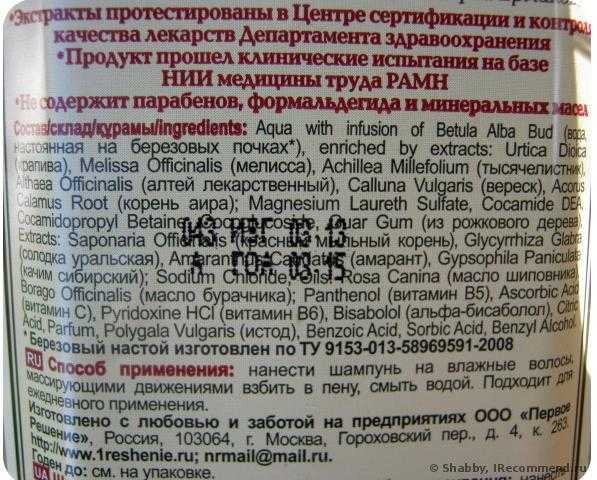 •Экстракты протестированы в Центре сертификации и контроля
качества лекарств Департамента здравоохранения
•Продукт прошел клинические испытания на базе
НИИ медицины труда РАМН
•Не содержит парабенов, формальдегида и минеральных масел
Состав/склад/құрамы/ingredients: Aqua with infusion of Betula Alba Bud (вода,
настоянная на березовых почках*), enriched by extracts: Urtica Dioica
(крапива), Melissa Officinalis (мелисса), Achillea Millefolium (тысячелистник),
Althaea Officinalis (алтей лекарственный), Calluna Vulgaris (вереск), Acorus
Calamus Root (корень аира); Magnesium Laureth Sulfate, Cocamide DEA,
Cocamidopropyl Betaine, Guar Gum (из рожкового дерева),
Extracts: Saponaria Officinalis (красный мыльный корень), Glycyrrhiza Glabra
(солодка уральская), Amarantus Caudatus (амарант), Gypsophila Paniculata
(качим сибирский); Sodium Chloride, Oils: Rosa Canina (масло шиповника),
Borago Officinalis (масло бурачника); Panthenol (витамин B5), Ascorbic Acid
(витамин C), Pyridoxine HCl (витамин B6), Bisabolol (альфа-бисаболол), Citric
Acid, Parfum, Polygala Vulgaris (истод), Benzoic Acid, Sorbic Acid, Benzyl Alcohol.
* Березовый настой изготовлен по ТУ 9153-013-58969591-2008
03 13
А ГОН 03 15
RU Способ применения: нанести шампунь на влажные волосы,
массирующими движениями взбить в пену, смыть водой. Подходит для
ежедневного применения.
Изготовлено с любовью и заботой на предприятиях ООО «Первое
Решение», Россия, 103064, г. Москва, Гороховский пер., д. 4, к. 263.
http://www.1reshenie.ru; nrmail@mail.ru.
Годен до: см. на упаковке.
UA
© Shabby, IRecommend.ru